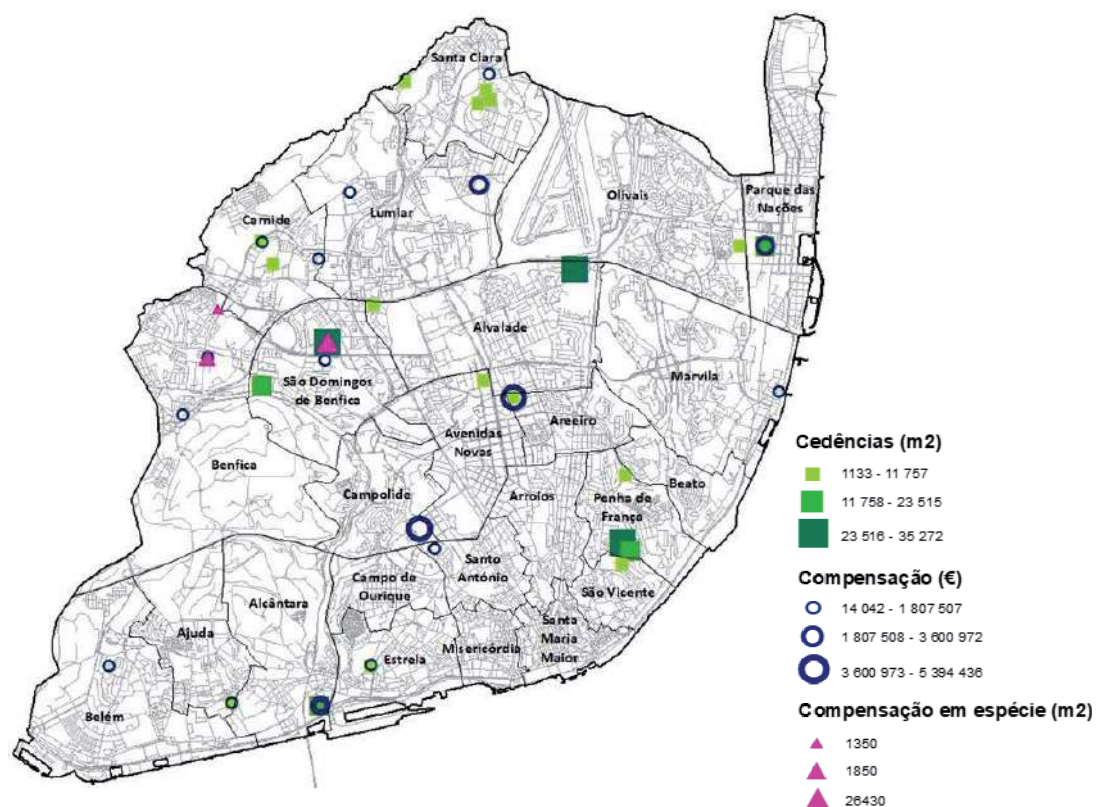 Santa Clara
Olivais
Parque das
Nações
Lumiar
Carnide
Alvalade
Marvila
São Domingos
de Benfica
Areeiro
Avenidas
Novas
Benfica
Beato
Campolide
Arroios
Penha de
França
Santo
António
Campo de
Ourique
São Vicente
Alcântara
Ajuda
Santa
Maria
Maior
Misericórdia
Estrela
Belém
Cedências (m2)
1133 - 11 757
11 758 - 23 515
23 516 - 35 272
Compensação (€)
14 042 - 1 807 507
1 807 508 - 3 600 972
3 600 973 - 5 394 436
Compensação em espécie (m2)
1350
1850
26430